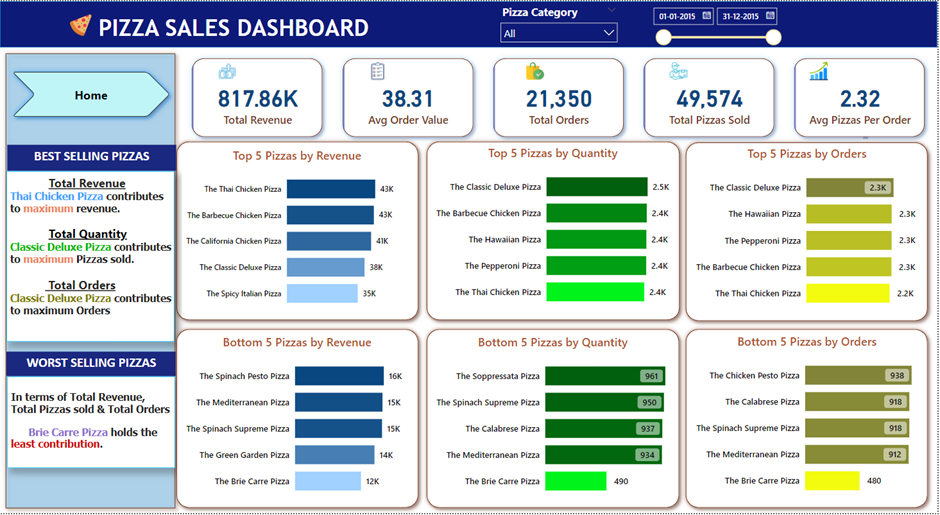 PIZZA SALES DASHBOARD
Pizza Category
All
01-01-2015
31-12-2015
Home
BEST SELLING PIZZAS
Total Revenue
Thai Chicken Pizza contributes
to maximum revenue.
Total Quantity
Classic Deluxe Pizza contributes
to maximum Pizzas sold.
Total Orders
Classic Deluxe Pizza contributes
to maximum Orders
WORST SELLING PIZZAS
In terms of Total Revenue,
Total Pizzas sold & Total Orders
Brie Carre Pizza holds the
least contribution.
817.86K
Total Revenue
38.31
Avg Order Value
21,350
Total Orders
49,574
Total Pizzas Sold
2.32
Avg Pizzas Per Order
Top 5 Pizzas by Revenue
The Thai Chicken Pizza 43K
The Barbecue Chicken Pizza 43K
The California Chicken Pizza 41K
The Classic Deluxe Pizza 38K
The Spicy Italian Pizza 35K
Top 5 Pizzas by Quantity
The Classic Deluxe Pizza 2.5K
The Barbecue Chicken Pizza 2.4K
The Hawaiian Pizza 2.4K
The Pepperoni Pizza 2.4K
The Thai Chicken Pizza 2.4K
Top 5 Pizzas by Orders
The Classic Deluxe Pizza 2.3K
The Hawaiian Pizza 2.3K
The Pepperoni Pizza 2.3K
The Barbecue Chicken Pizza 2.3K
The Thai Chicken Pizza 2.2K
Bottom 5 Pizzas by Revenue
The Spinach Pesto Pizza 16K
The Mediterranean Pizza 15K
The Spinach Supreme Pizza 15K
The Green Garden Pizza 14K
The Brie Carre Pizza 12K
Bottom 5 Pizzas by Quantity
The Soppressata Pizza 961
The Spinach Supreme Pizza 950
The Calabrese Pizza 937
The Mediterranean Pizza 934
The Brie Carre Pizza 490
Bottom 5 Pizzas by Orders
The Chicken Pesto Pizza 938
The Calabrese Pizza 918
The Spinach Supreme Pizza 918
The Mediterranean Pizza 912
The Brie Carre Pizza 480